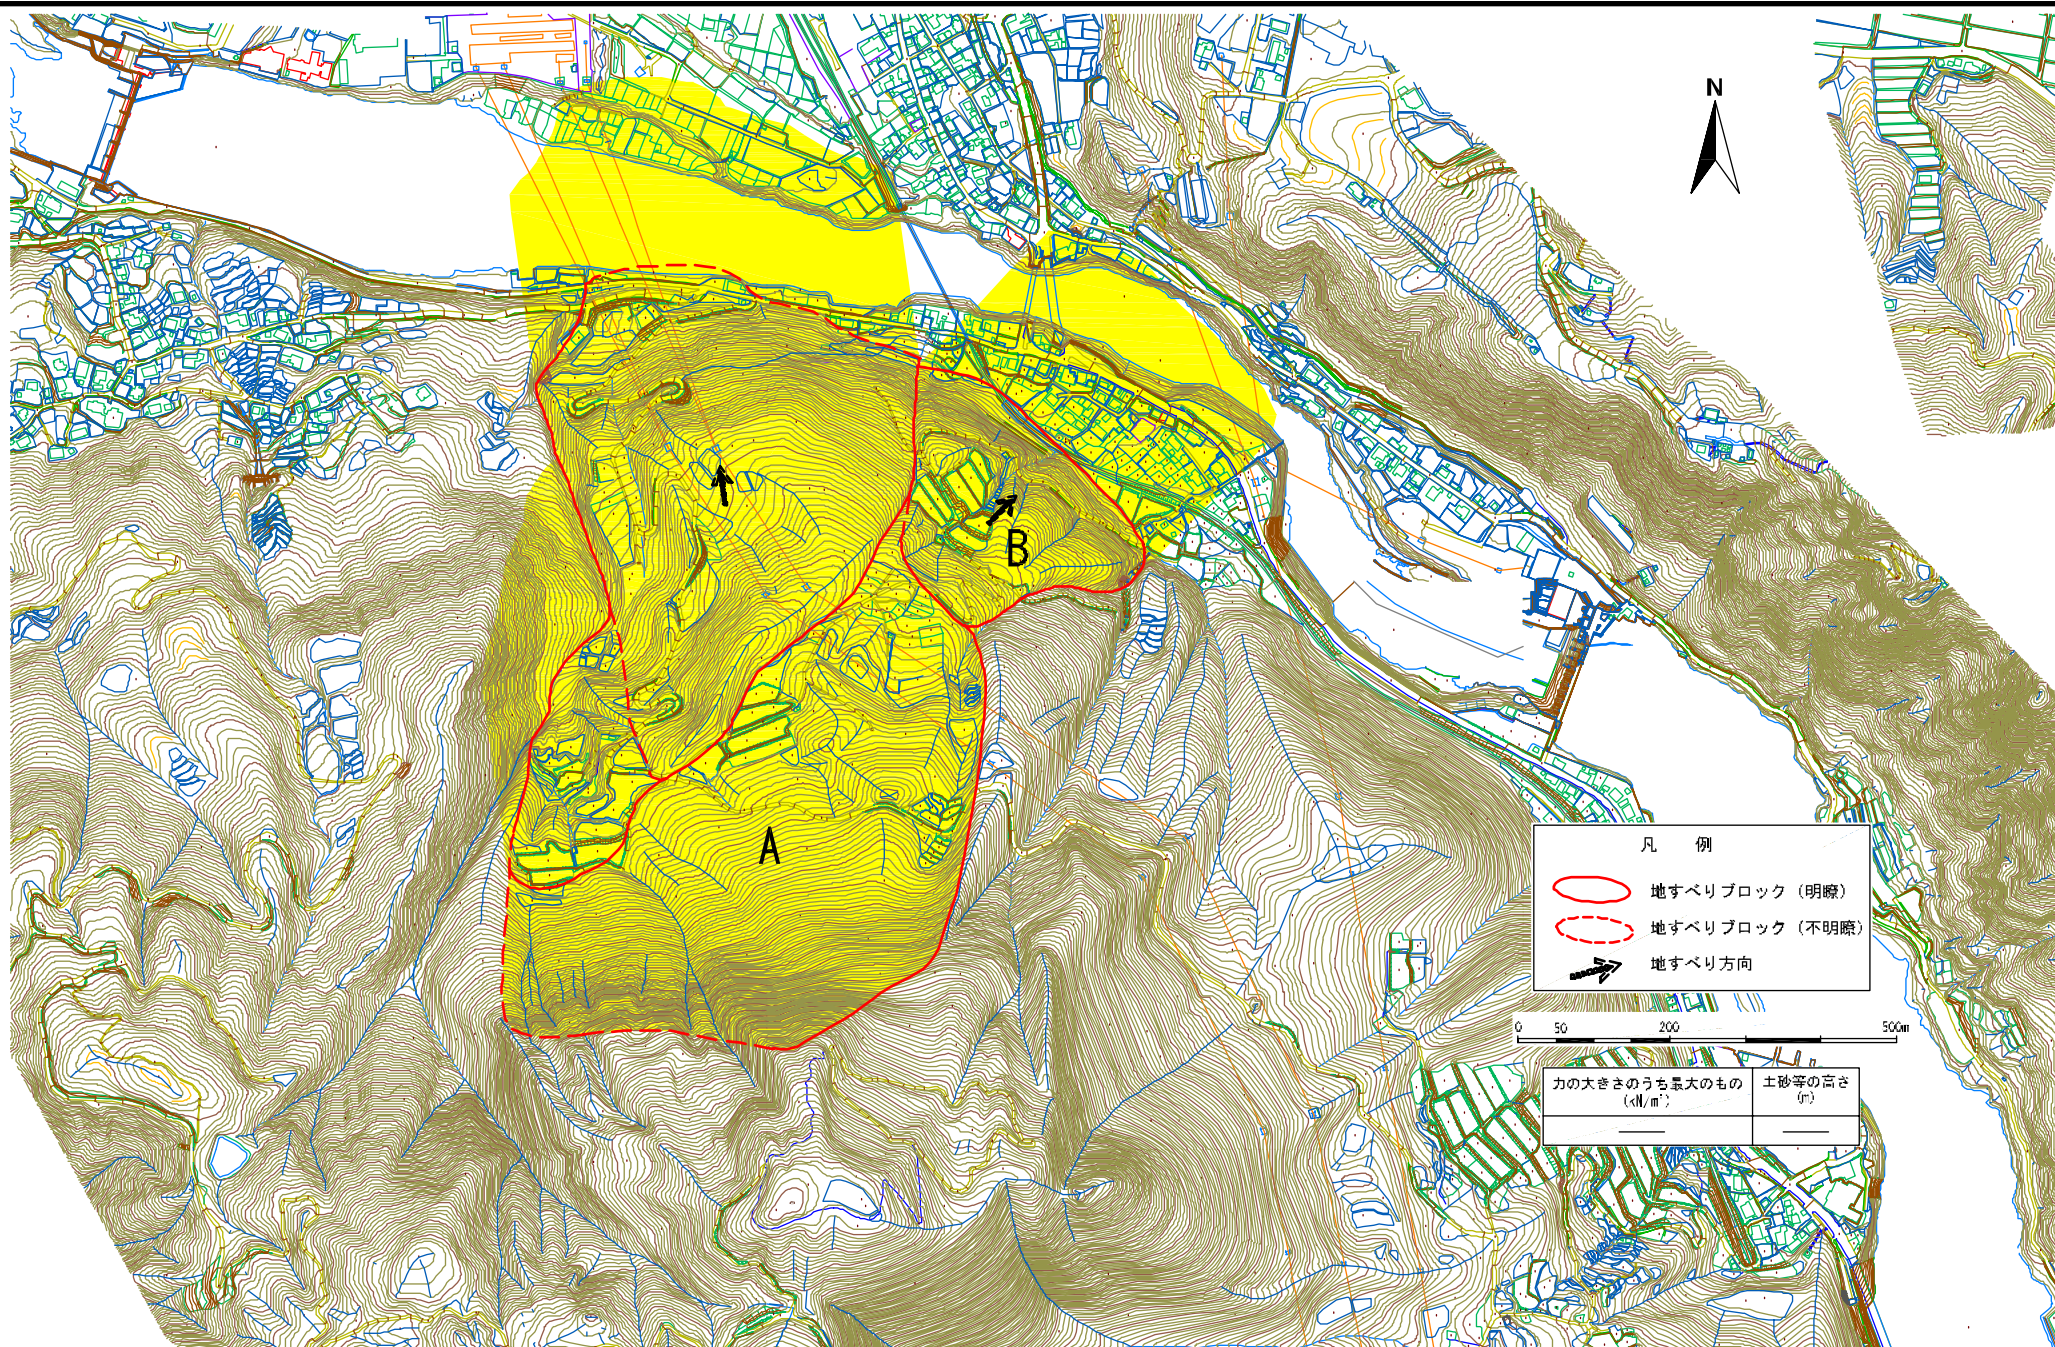 N
B
A
凡 例
地すべりブロック (明瞭)
地すべりブロック (不明瞭)
地すべり方向
0 50 200 500m
力の大きさのうち最大のもの
(kN/m²)
土砂等の高さ
(m)